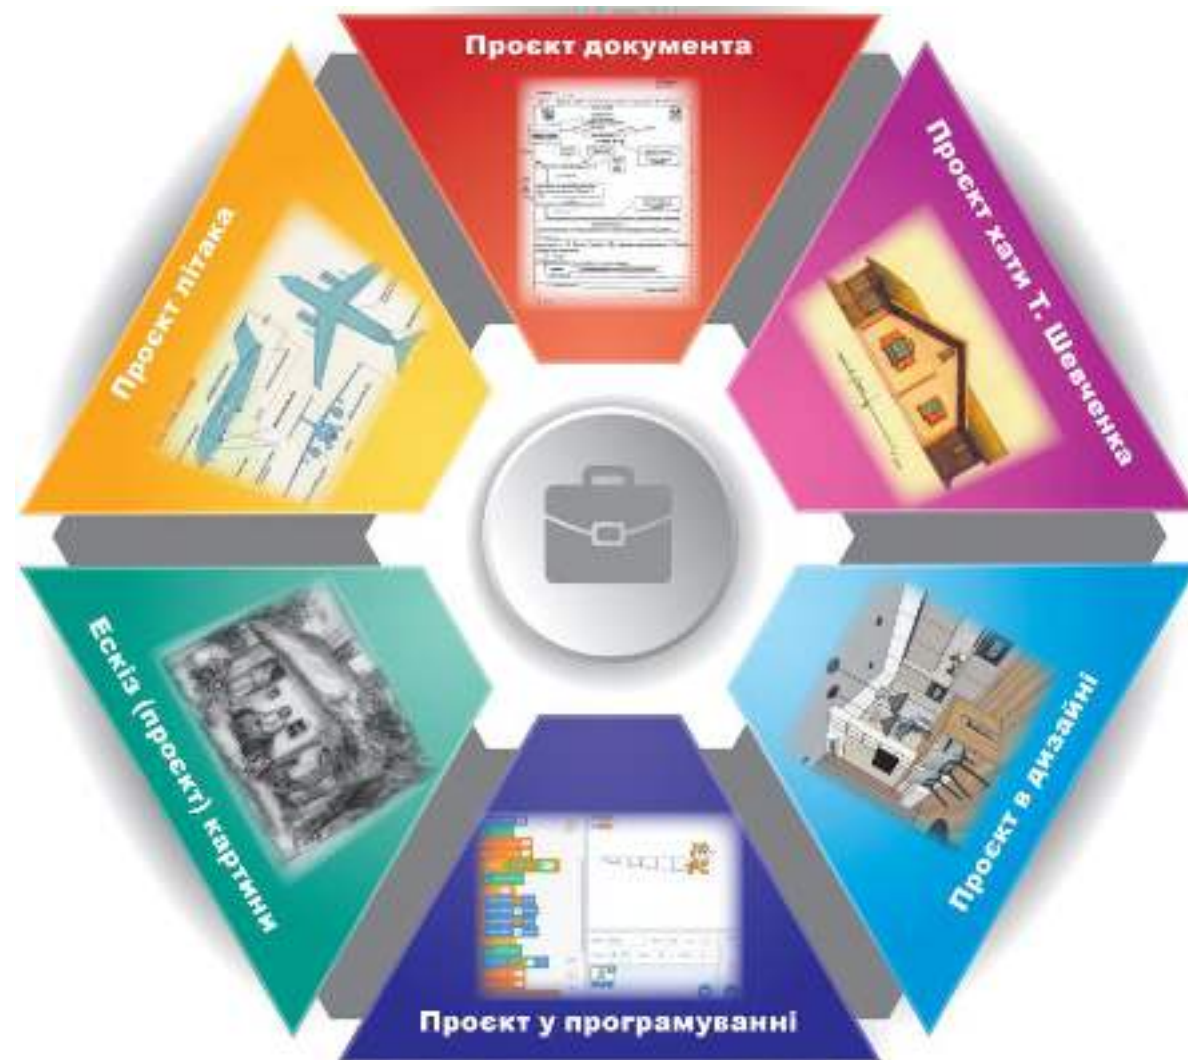 Проєкт документа
Проєкт хати Т. Шевченка
Проєкт в дизайні
Проєкт у програмуванні
Ескіз (проєкт) картини
Проєкт літака